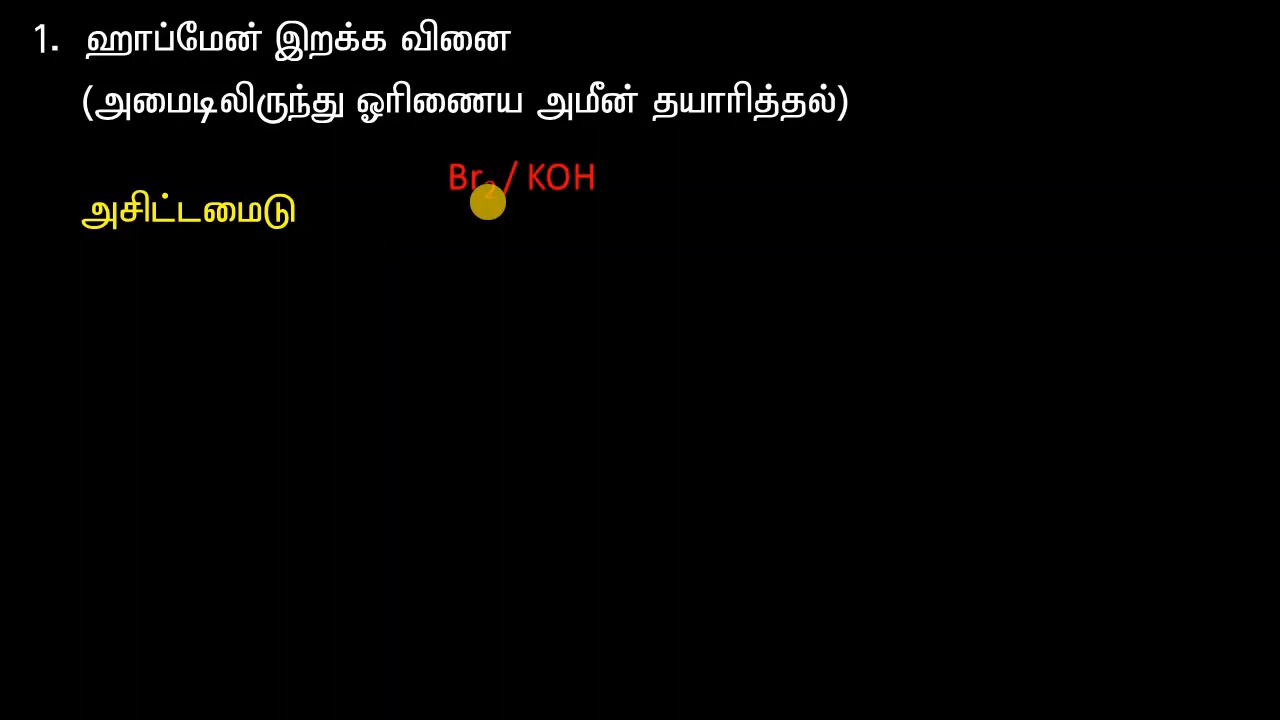 1. ஹாப்மேன் இறக்க வினை
(அமைடிலிருந்து ஓரிணைய அமீன் தயாரித்தல்)
Br₂ / KOH
அசிட்டமைடு